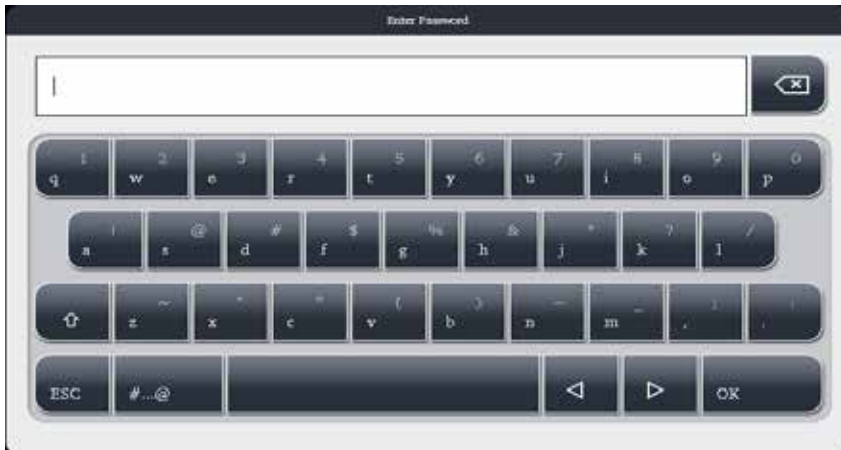 Enter Password
1 2 3 4 5 6 7 8 9 0
q w e r t y u i o p
! @ # $ % & * ? /
a s d f g h j k l
~ " ( ) — _ ;
z x c v b n m , .
ESC #...@ OK